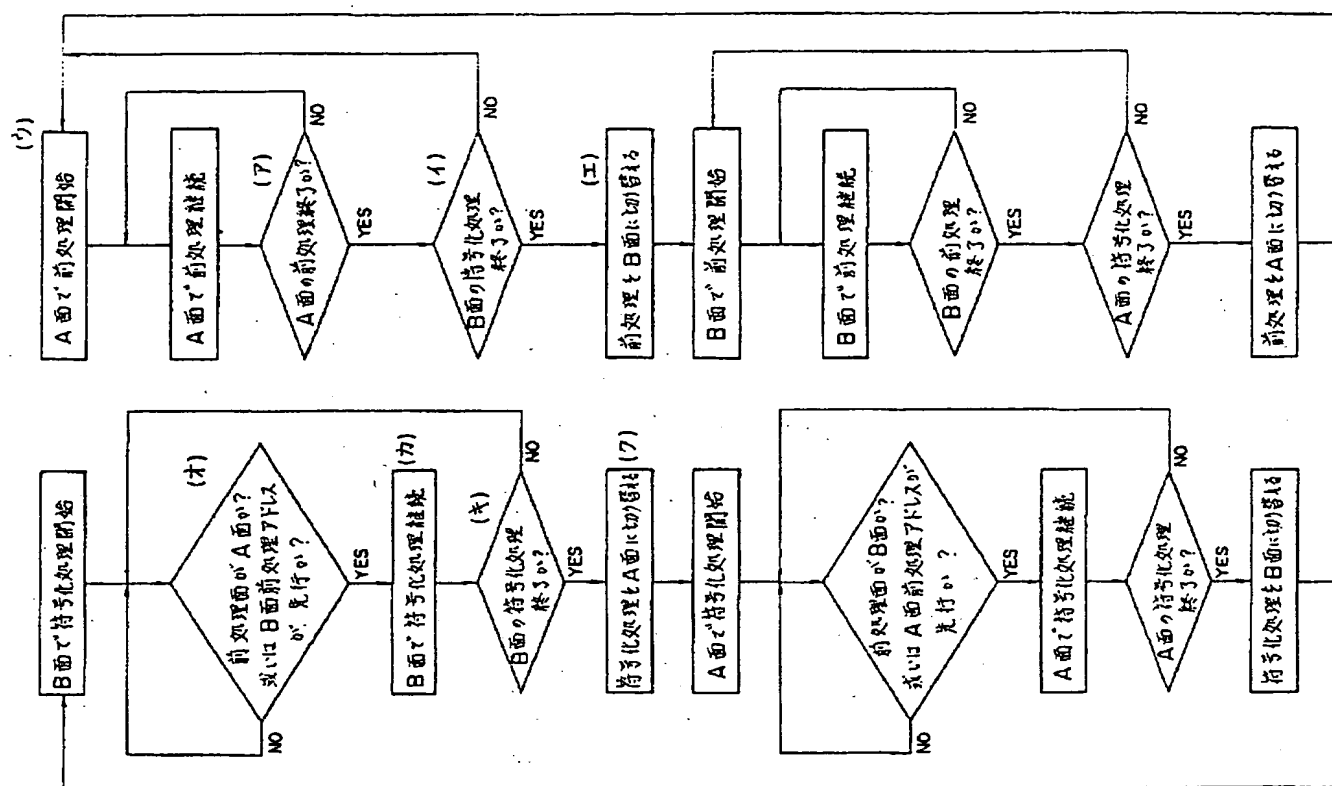 (ウ)
A面で前処理開始
A面で前処理継続
(ア)
A面の前処理終了か?
NO
YES
(イ)
B面の符号化処理
終了か?
NO
YES
(エ)
前処理をB面に切り替える
B面で前処理開始
B面で前処理継続
B面の前処理
終了か?
NO
YES
A面の符号化処理
終了か?
NO
YES
前処理をA面に切り替える
B面で符号化処理開始
(オ)
前処理面がA面か?
或いはB面前処理アドレス
が先行か?
NO
YES
(カ)
B面で符号化処理継続
(キ)
B面の符号化処理
終了か?
NO
YES
符号化処理をA面に切り替える
(ク)
A面で符号化処理開始
前処理面がB面か?
或いはA面前処理アドレスが
先行か?
NO
YES
A面で符号化処理継続
A面の符号化処理
終了か?
NO
YES
符号化処理をB面に切り替える